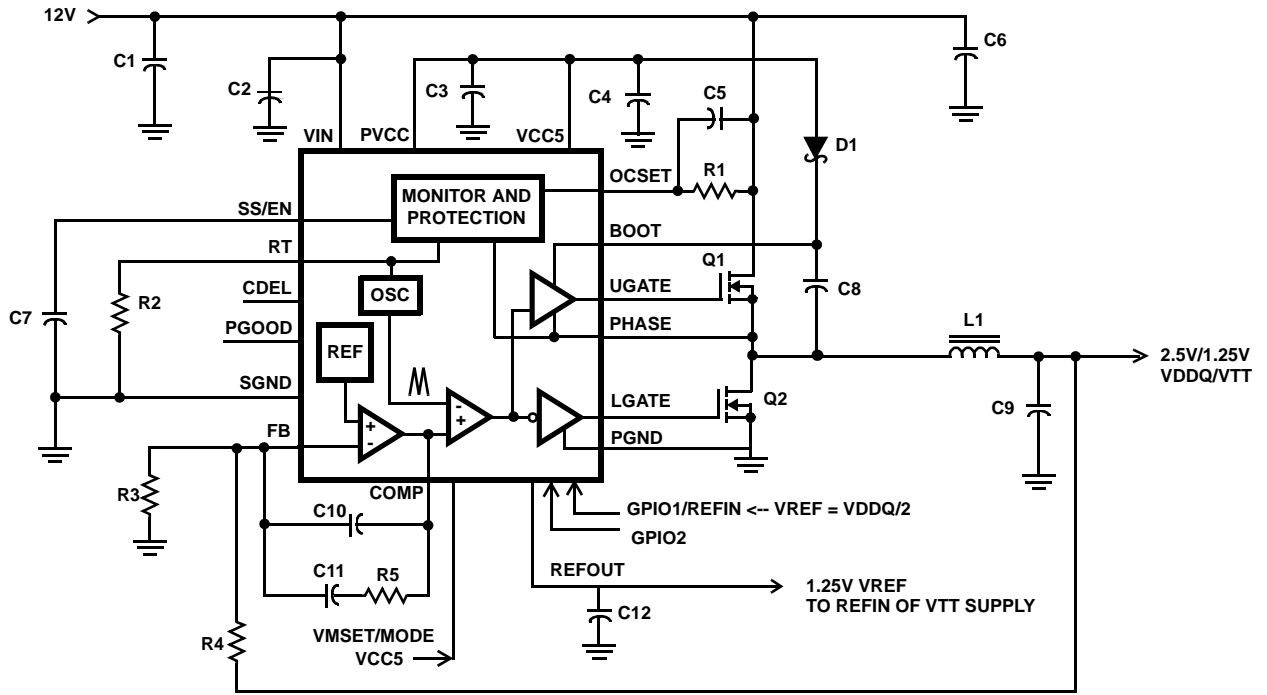 12V
C1
C2
C3
C4
C5
C6
VIN
PVCC
VCC5
D1
OCSET
R1
MONITOR AND
PROTECTION
SS/EN
BOOT
RT
Q1
OSC
UGATE
C8
R2
CDEL
C7
PHASE
L1
PGOOD
REF
2.5V/1.25V
VDDQ/VTT
SGND
LGATE
Q2
C9
-
+
+
-
FB
PGND
R3
COMP
GPIO1/REFIN <-- VREF = VDDQ/2
C10
GPIO2
C11
R5
REFOUT
1.25V VREF
TO REFIN OF VTT SUPPLY
C12
R4
VMSET/MODE
VCC5